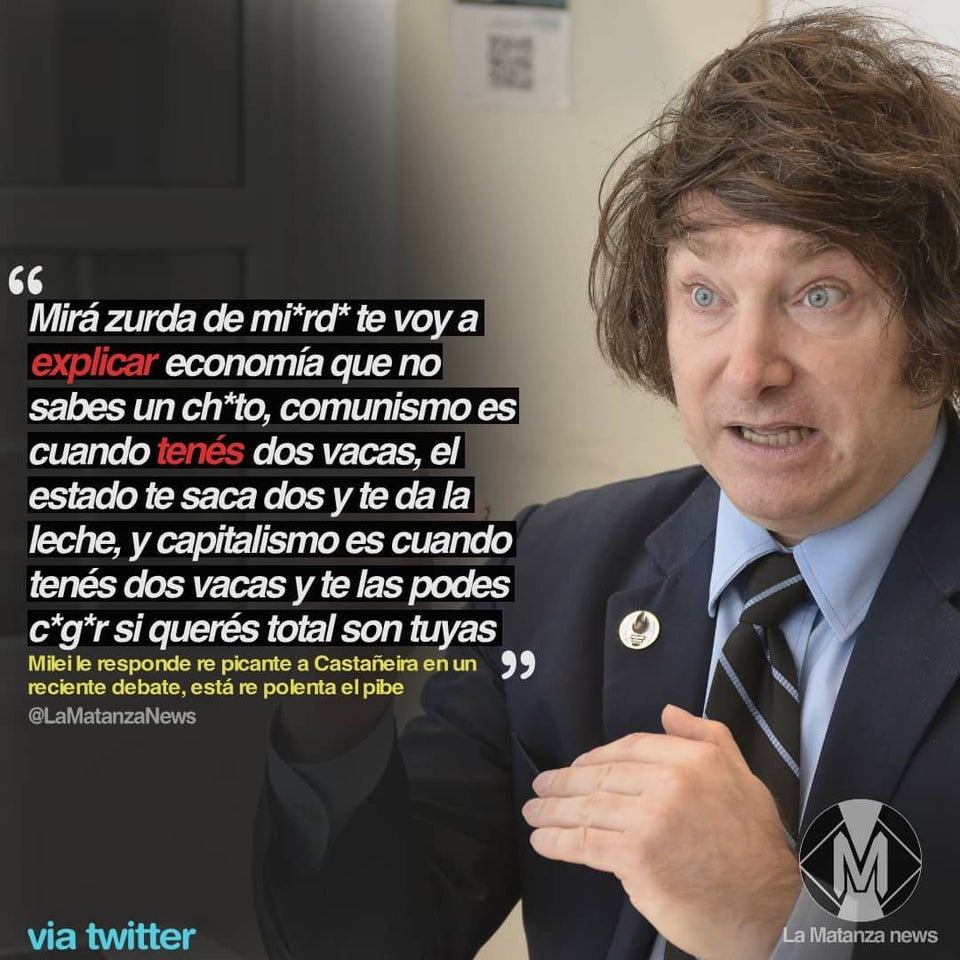 “
Mirá zurda de mi*rd* te voy a
explicar economía que no
sabes un ch*to, comunismo es
cuando tenés dos vacas, el
estado te saca dos y te da la
leche, y capitalismo es cuando
tenés dos vacas y te las podes
c*g*r si querés total son tuyas
”
Milei le responde re picante a Castañeira en un
reciente debate, está re polenta el pibe
@LaMatanzaNews
via twitter
M
La Matanza news